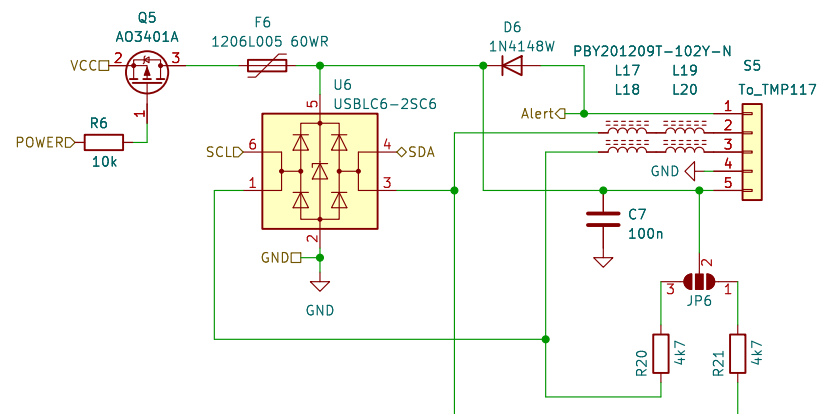 Q5
AO3401A
VCC
2
3
1
F6
1206L005 60WR
D6
1N4148W
PBY201209T-102Y-N
L17 L19
L18 L20
S5
To_TMP117
Alert
1
2
3
4
5
GND
R6
POWER
10k
U6
USBLC6-2SC6
5
SCL
6
4
SDA
1
3
2
GND
GND
C7
100n
2
3
1
JP6
R20
4k7
R21
4k7